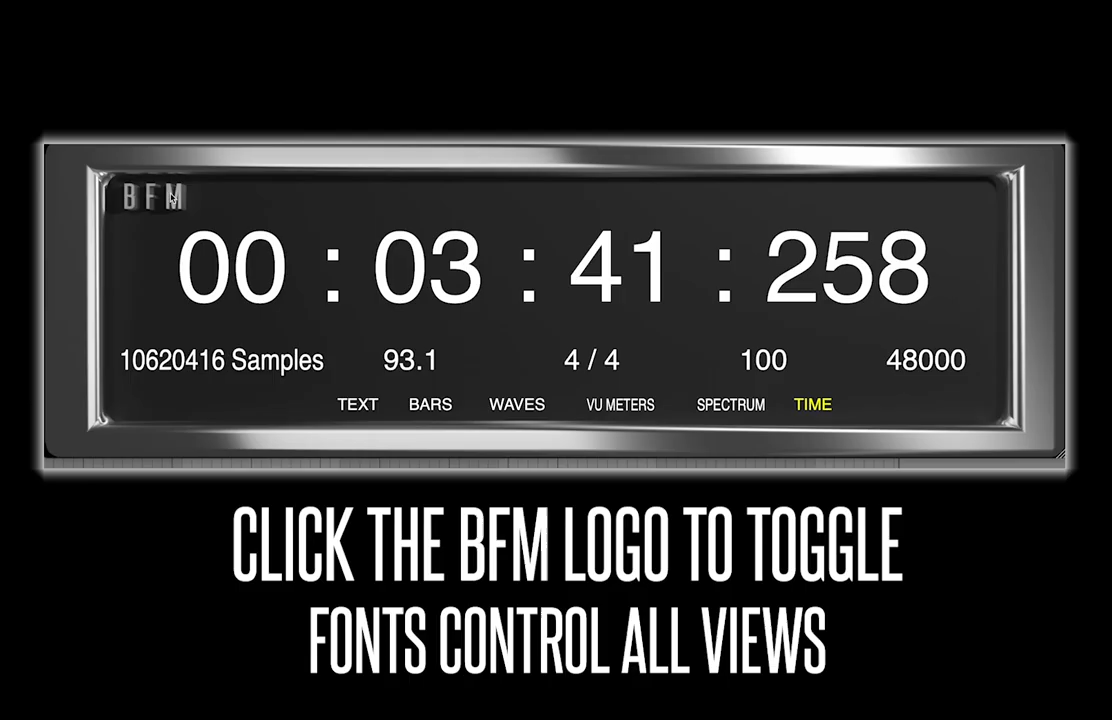 BFM
00 : 03 : 41 : 258
10620416 Samples 93.1 4 / 4 100 48000
TEXT BARS WAVES VU METERS SPECTRUM TIME
CLICK THE BFM LOGO TO TOGGLE
FONTS CONTROL ALL VIEWS